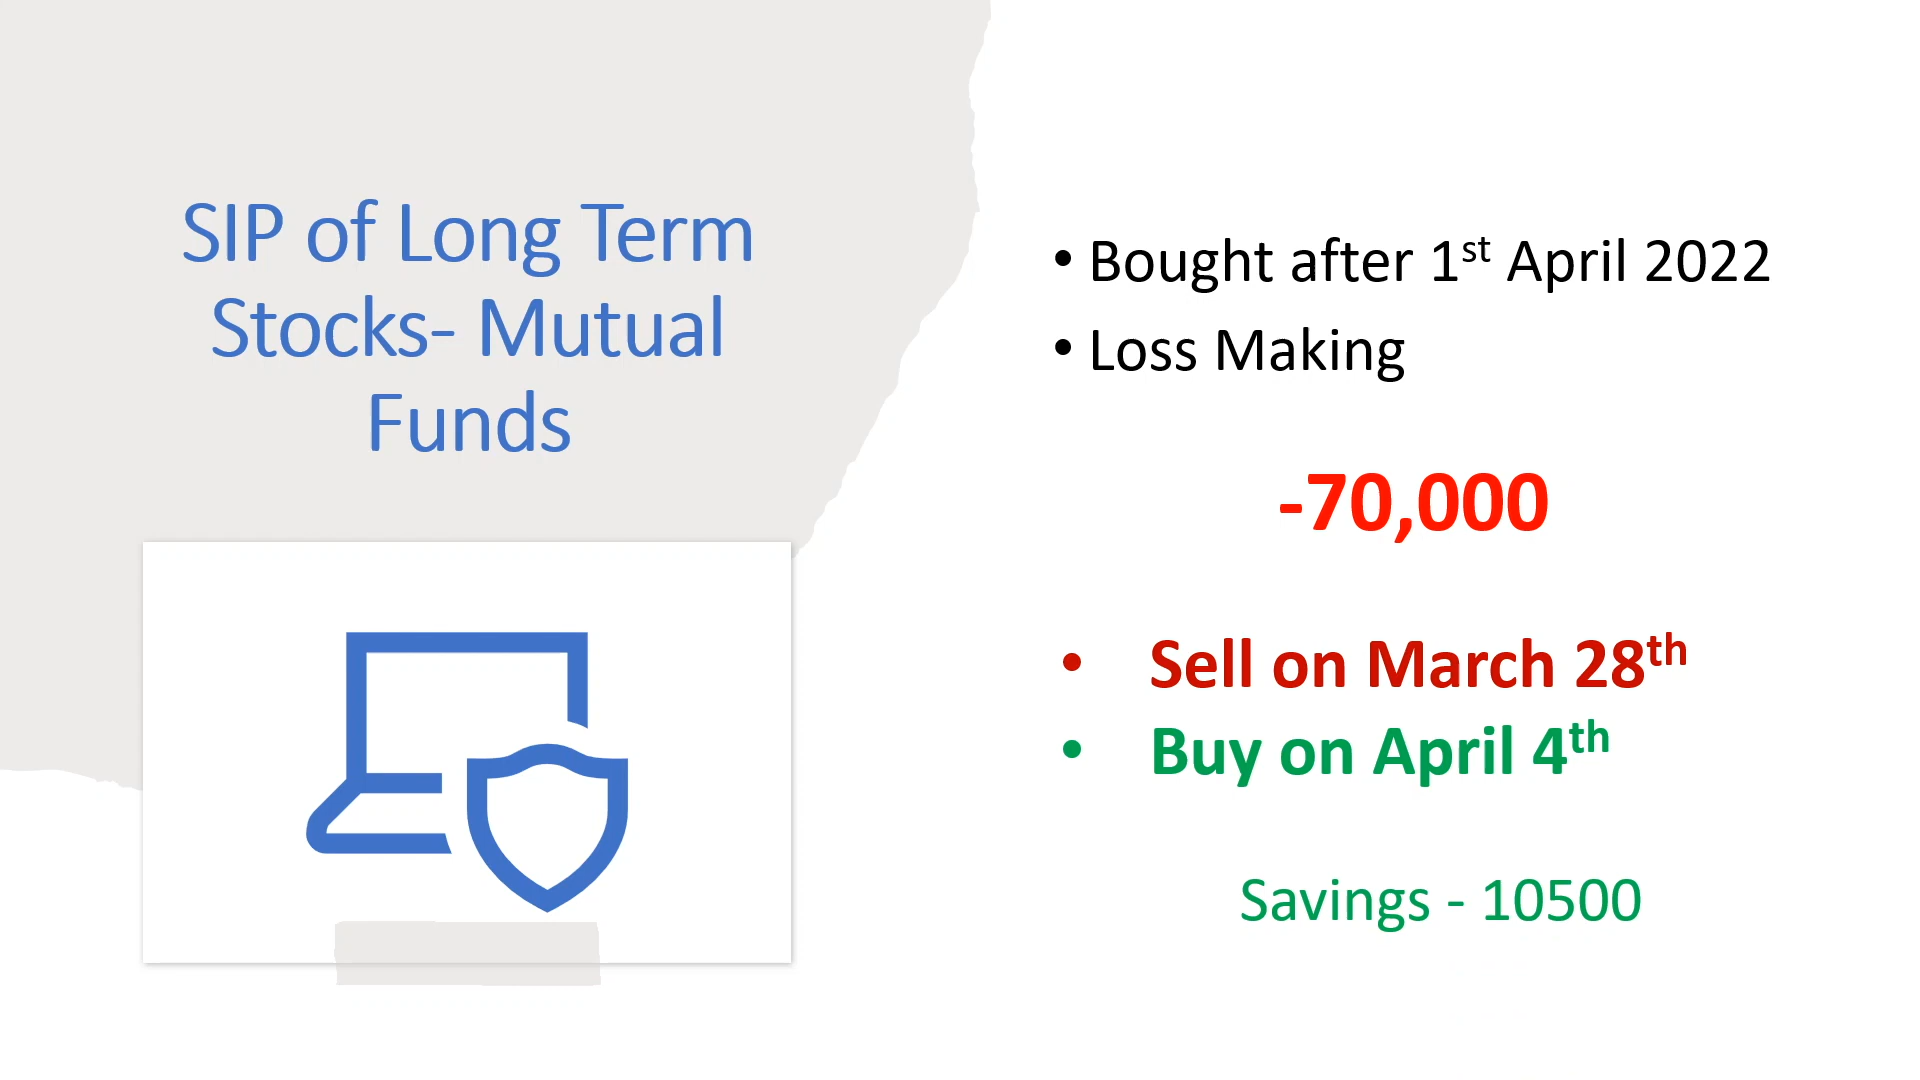 SIP of Long Term
Stocks- Mutual
Funds
• Bought after 1st April 2022
• Loss Making
-70,000
• Sell on March 28th
• Buy on April 4th
Savings - 10500